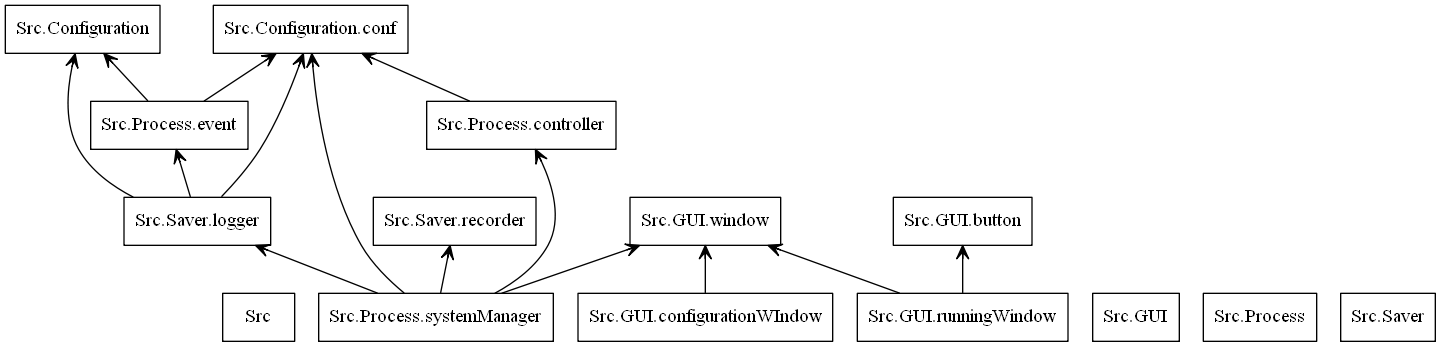 Src.Configuration
Src.Configuration.conf
Src.Process.event
Src.Process.controller
Src.Saver.logger
Src.Saver.recorder
Src.GUI.window
Src.GUI.button
Src
Src.Process.systemManager
Src.GUI.configurationWIndow
Src.GUI.runningWindow
Src.GUI
Src.Process
Src.Saver